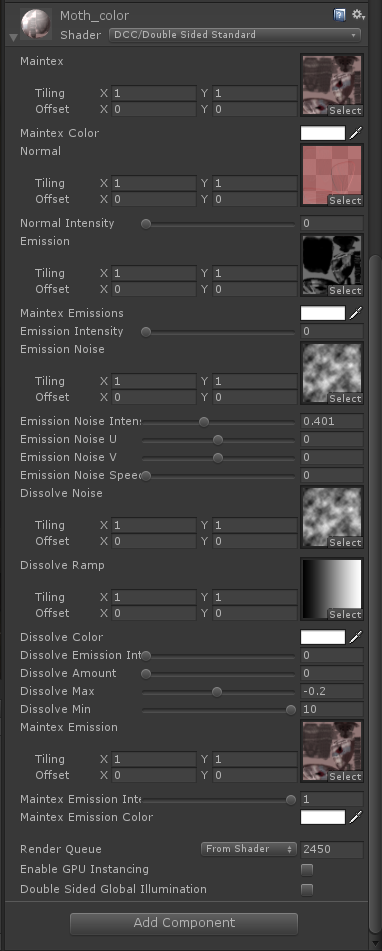 Moth_color
Shader DCC/Double Sided Standard
Maintex
Tiling X 1 Y 1
Offset X 0 Y 0
Select
Maintex Color
Normal
Tiling X 1 Y 1
Offset X 0 Y 0
Select
Normal Intensity 0
Emission
Tiling X 1 Y 1
Offset X 0 Y 0
Select
Maintex Emissions
Emission Intensity 0
Emission Noise
Tiling X 1 Y 1
Offset X 0 Y 0
Select
Emission Noise Intens 0.401
Emission Noise U 0
Emission Noise V 0
Emission Noise Speed 0
Dissolve Noise
Tiling X 1 Y 1
Offset X 0 Y 0
Select
Dissolve Ramp
Tiling X 1 Y 1
Offset X 0 Y 0
Select
Dissolve Color
Dissolve Emission Int 0
Dissolve Amount 0
Dissolve Max -0.2
Dissolve Min 10
Maintex Emission
Tiling X 1 Y 1
Offset X 0 Y 0
Select
Maintex Emission Inte 1
Maintex Emission Color
Render Queue From Shader 2450
Enable GPU Instancing
Double Sided Global Illumination
Add Component